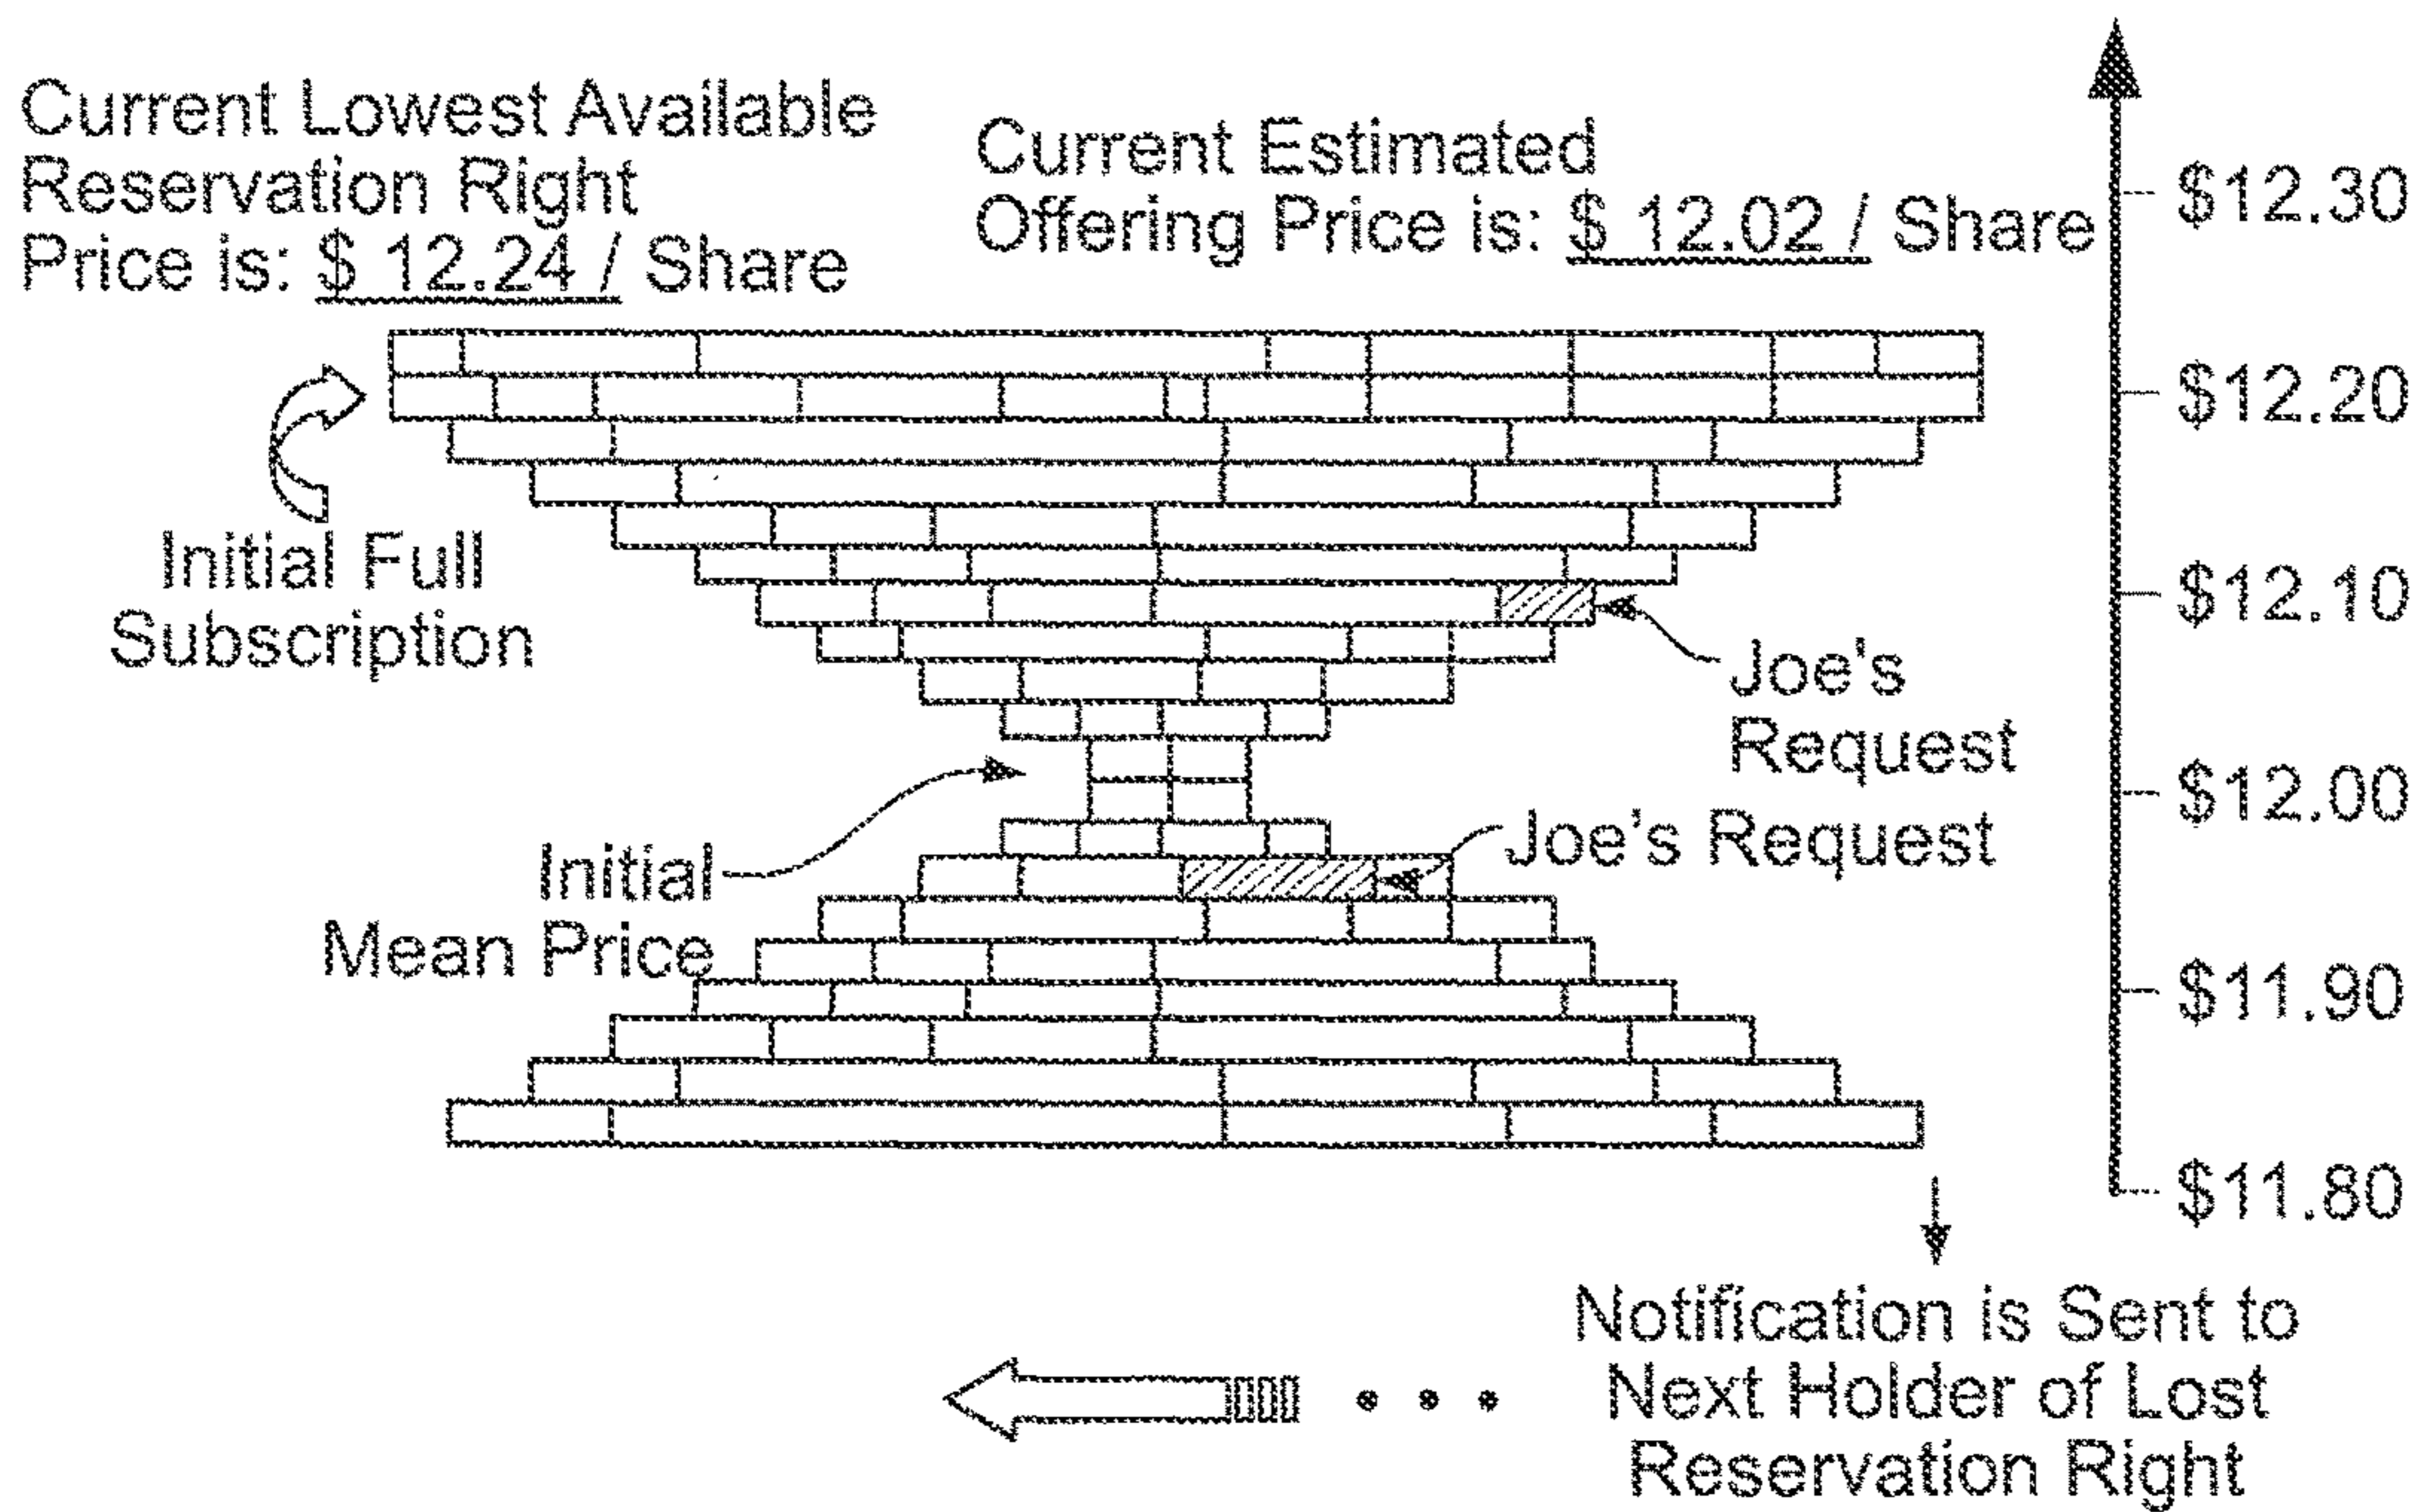 Current Lowest Available
Reservation Right
Price is: $ 12.24 / Share
Current Estimated
Offering Price is: $ 12.02 / Share
$12.30
$12.20
$12.10
$12.00
$11.90
$11.80
Initial Full
Subscription
Joe's
Request
Joe's Request
Initial
Mean Price
Notification is Sent to
Next Holder of Lost
Reservation Right